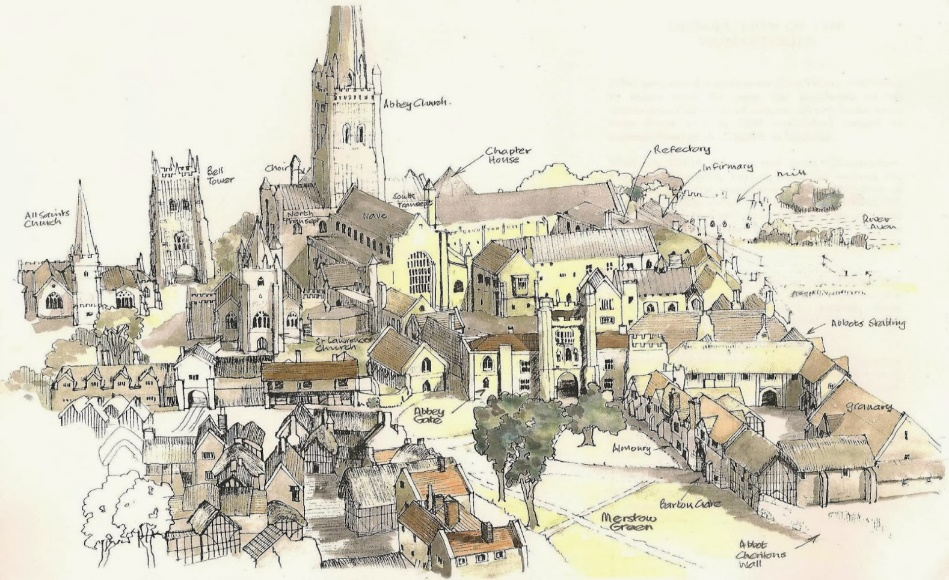 Abbey Church.
Chapter
House
Refectory
Infirmary
Mill
Bell
Tower
Choir
All Saints
Church
North
Transept
Nave
South
Transept
River
Avon
Abbots Stabling
St Lawrence
Church
Abbey
Gate
Granary
Almonry
Barton Gate
Merstow
Green
Abbot
Cheritons
Wall